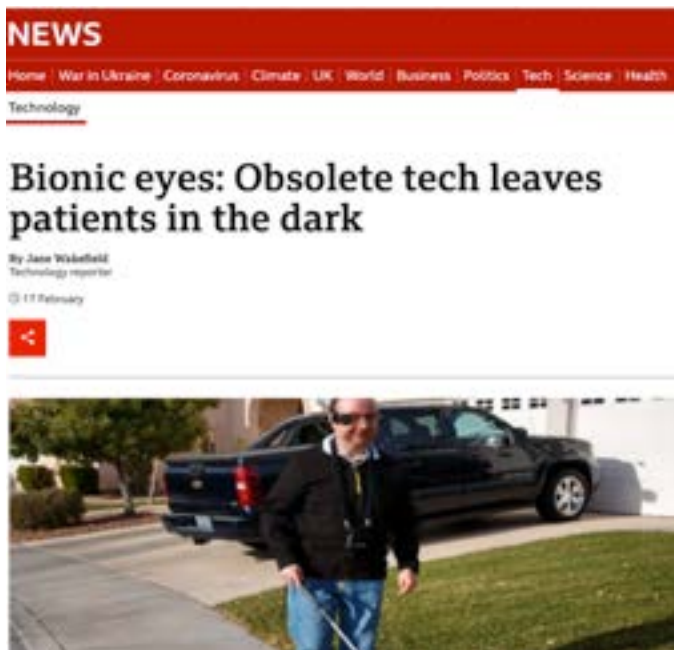 NEWS
Home War in Ukraine Coronavirus Climate UK World Business Politics Tech Science Health
Technology
Bionic eyes: Obsolete tech leaves
patients in the dark
By Jane Wakefield
Technology reporter
17 February